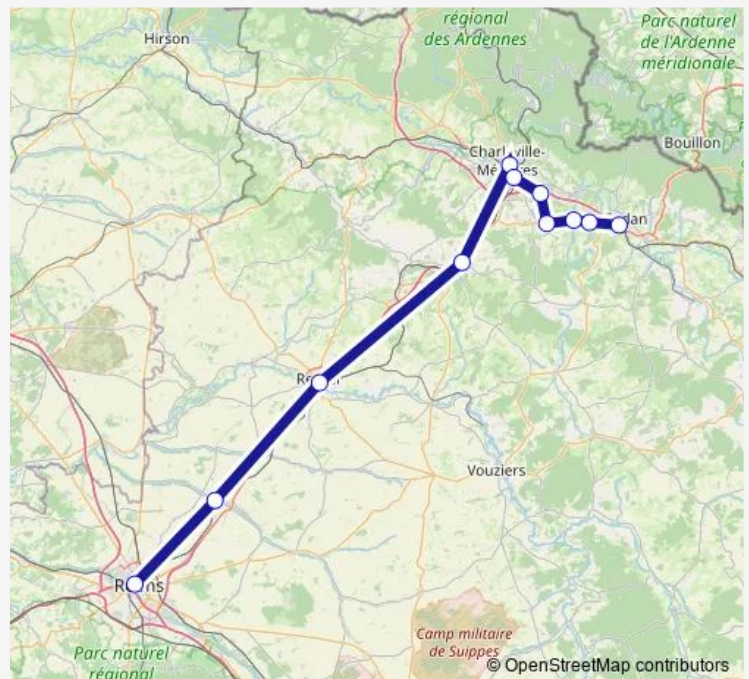 Hirson
régional
des Ardennes
Parc naturel
de l'Ardenne
méridionale
Bouillon
Vouziers
Camp militaire
de Suippes
Parc naturel
régional
© OpenStreetMap contributors